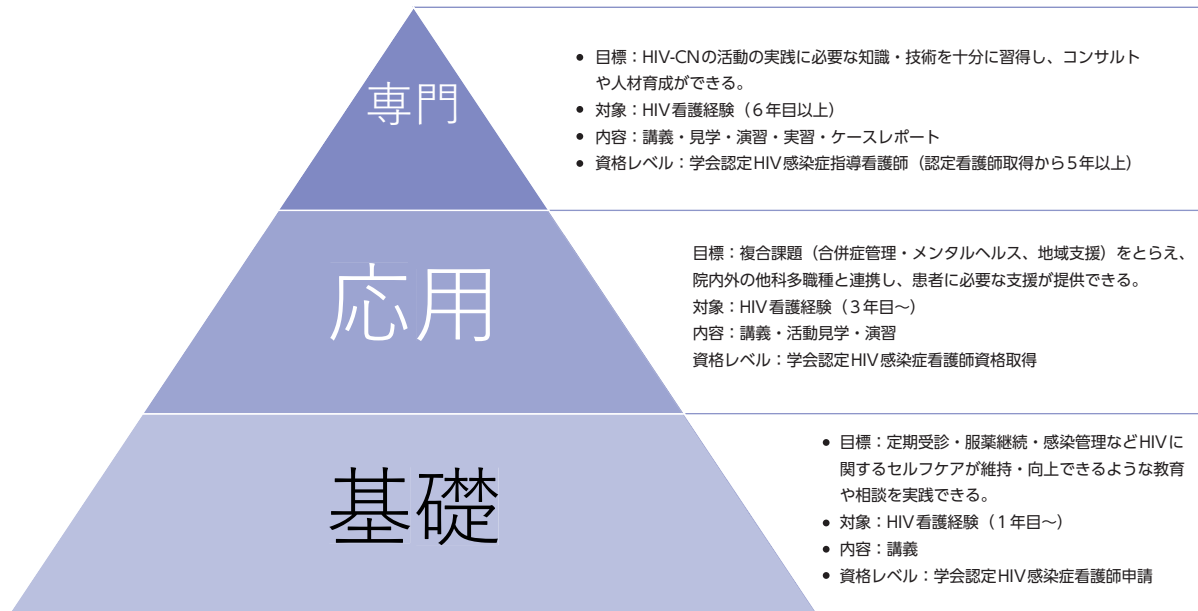 専門
• 目標：HIV-CNの活動の実践に必要な知識・技術を十分に習得し、コンサルト
や人材育成ができる。
• 対象：HIV看護経験（６年目以上）
• 内容：講義・見学・演習・実習・ケースレポート
• 資格レベル：学会認定HIV感染症指導看護師（認定看護師取得から５年以上）
応用
目標：複合課題（合併症管理・メンタルヘルス、地域支援）をとらえ、
院内外の他科多職種と連携し、患者に必要な支援が提供できる。
対象：HIV看護経験（３年目〜）
内容：講義・活動見学・演習
資格レベル：学会認定HIV感染症看護師資格取得
基礎
• 目標：定期受診・服薬継続・感染管理などHIVに
関するセルフケアが維持・向上できるような教育
や相談を実践できる。
• 対象：HIV看護経験（１年目〜）
• 内容：講義
• 資格レベル：学会認定HIV感染症看護師申請